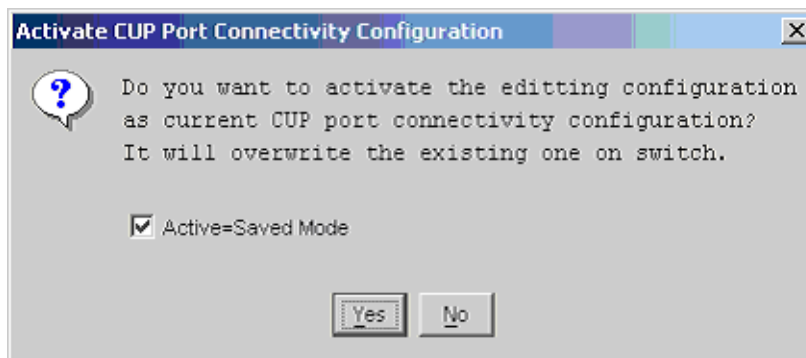 Activate CUP Port Connectivity Configuration
Do you want to activate the editting configuration
as current CUP port connectivity configuration?
It will overwrite the existing one on switch.
Active=Saved Mode
Yes
No